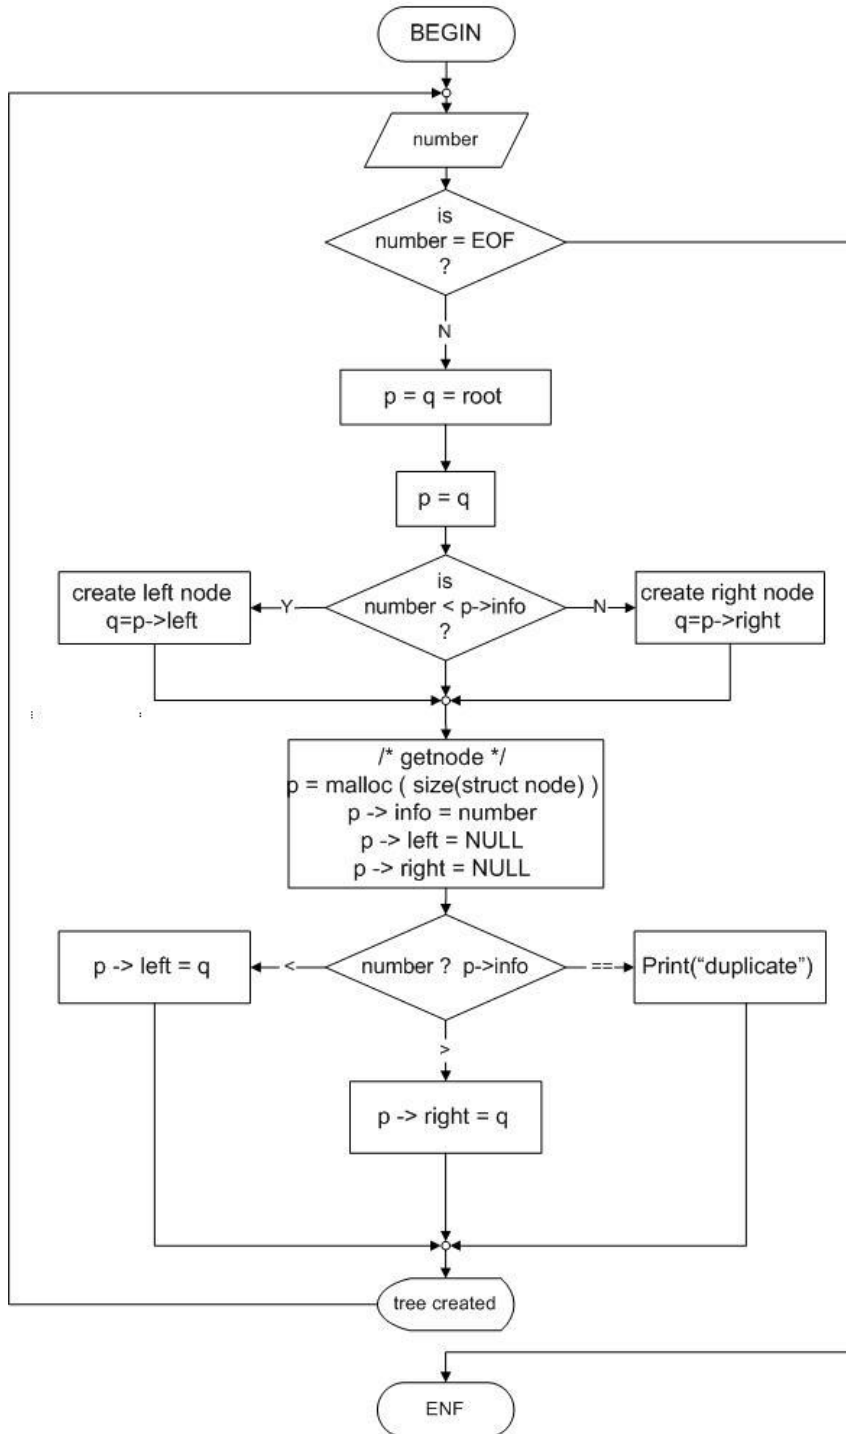 BEGIN
number
is
number = EOF
?
N
p = q = root
p = q
is
number < p->info
?
Y
N
create left node
q=p->left
create right node
q=p->right
/* getnode */
p = malloc ( size(struct node) )
p -> info = number
p -> left = NULL
p -> right = NULL
number ? p->info
<
==
>
p -> left = q
Print(“duplicate”)
p -> right = q
tree created
ENF